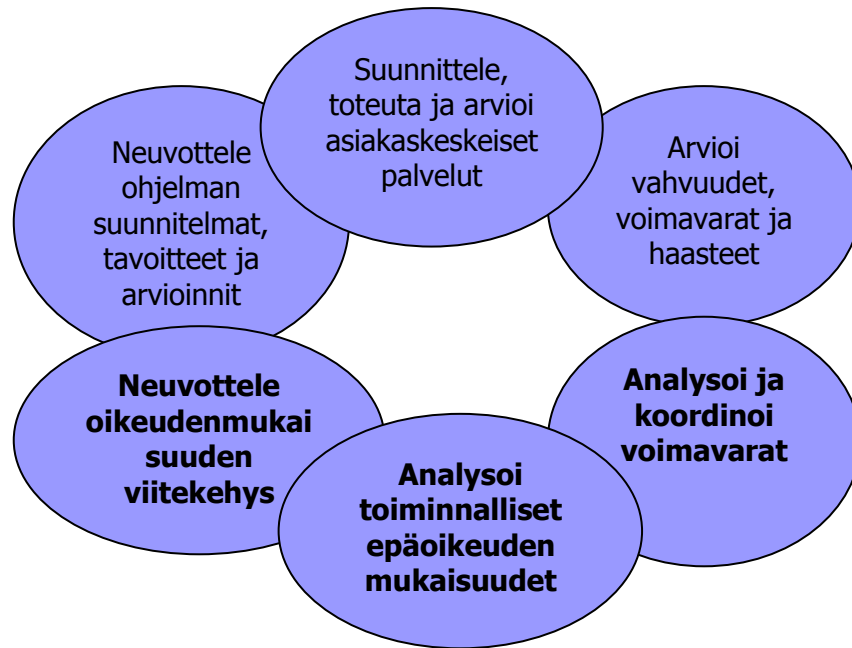 Suunnittele,
toteuta ja arvioi
asiakaskeskeiset
palvelut
Neuvottele
ohjelman
suunnitelmat,
tavoitteet ja
arvioinnit
Arvioi
vahvuudet,
voimavarat ja
haasteet
Neuvottele
oikeudenmukai
suuden
viitekehys
Analysoi
toiminnalliset
epäoikeuden
mukaisuudet
Analysoi ja
koordinoi
voimavarat